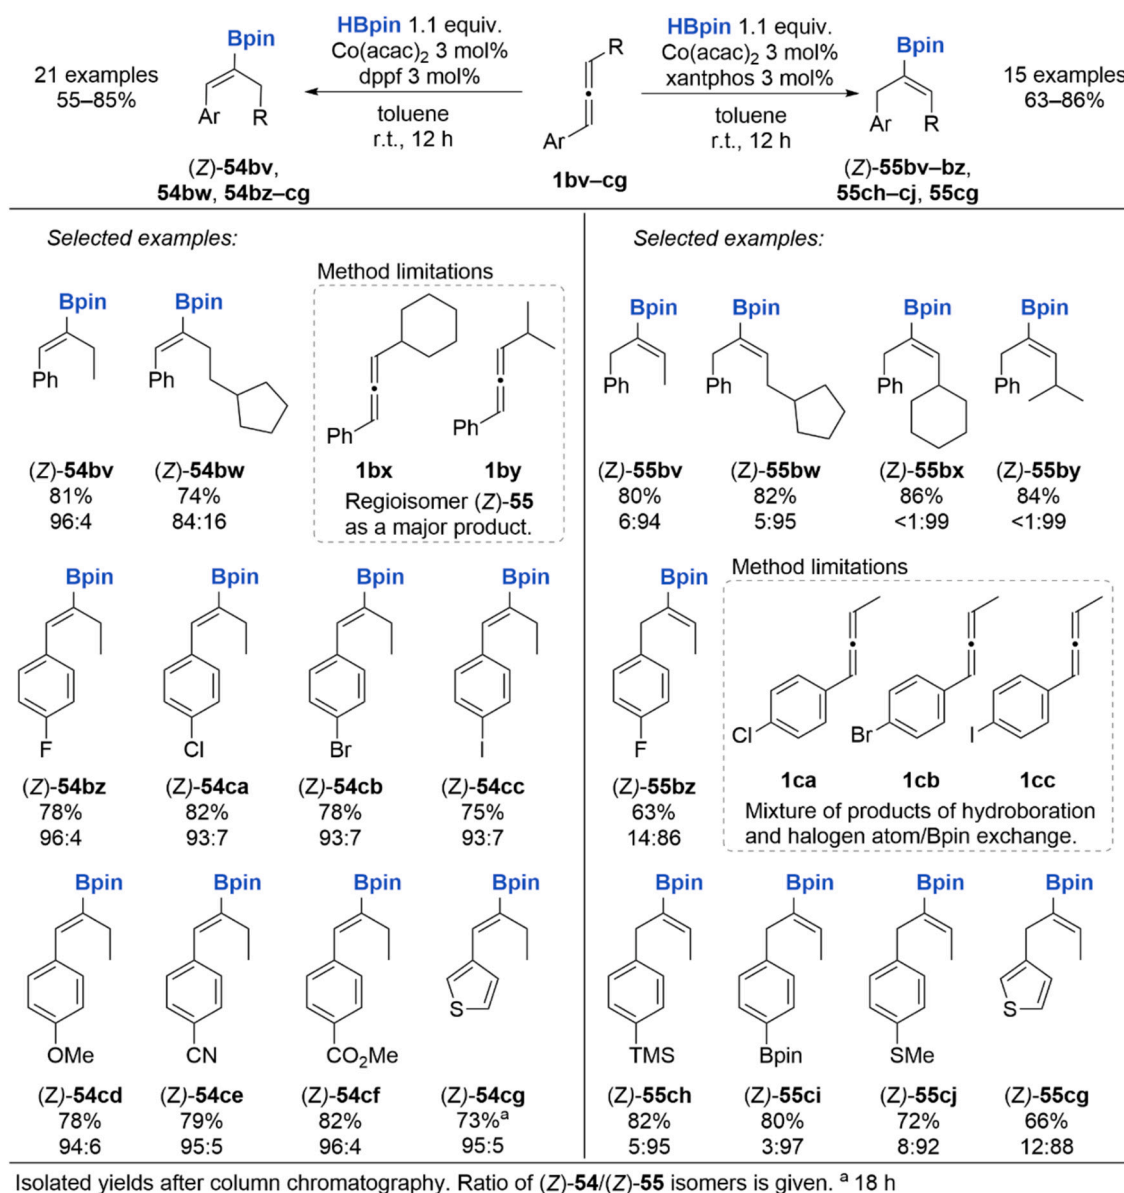 HBpin 1.1 equiv.
Co(acac)2 3 mol%
dppf 3 mol%
toluene
r.t., 12 h
HBpin 1.1 equiv.
Co(acac)2 3 mol%
xantphos 3 mol%
toluene
r.t., 12 h
21 examples
55–85%
Bpin
Ar
R
(Z)-54bv,
54bw, 54bz–cg
R
Ar
1bv–cg
Bpin
Ar
R
(Z)-55bv–bz,
55ch–cj, 55cg
15 examples
63–86%
Selected examples:
Bpin
Ph
(Z)-54bv
81%
96:4
Bpin
Ph
(Z)-54bw
74%
84:16
Method limitations
Ph
1bx
Ph
1by
Regioisomer (Z)-55
as a major product.
Bpin
F
(Z)-54bz
78%
96:4
Bpin
Cl
(Z)-54ca
82%
93:7
Bpin
Br
(Z)-54cb
78%
93:7
Bpin
I
(Z)-54cc
75%
93:7
Bpin
OMe
(Z)-54cd
78%
94:6
Bpin
CN
(Z)-54ce
79%
95:5
Bpin
CO2Me
(Z)-54cf
82%
96:4
Bpin
S
(Z)-54cg
73%a
95:5
Selected examples:
Bpin
Ph
(Z)-55bv
80%
6:94
Bpin
Ph
(Z)-55bw
82%
5:95
Bpin
Ph
(Z)-55bx
86%
<1:99
Bpin
Ph
(Z)-55by
84%
<1:99
Bpin
F
(Z)-55bz
63%
14:86
Method limitations
Cl
1ca
Br
1cb
I
1cc
Mixture of products of hydroboration
and halogen atom/Bpin exchange.
Bpin
TMS
(Z)-55ch
82%
5:95
Bpin
Bpin
(Z)-55ci
80%
3:97
Bpin
SMe
(Z)-55cj
72%
8:92
Bpin
S
(Z)-55cg
66%
12:88
Isolated yields after column chromatography. Ratio of (Z)-54/(Z)-55 isomers is given. a 18 h